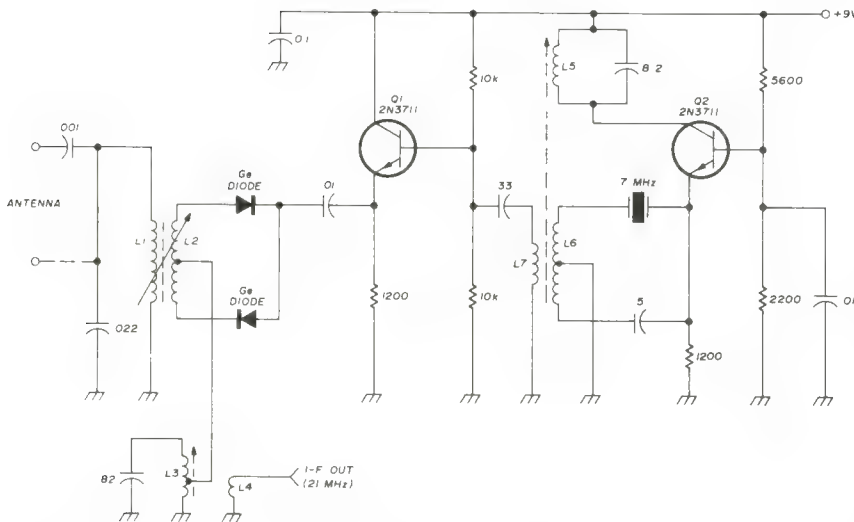 +9V
01
L5
8 2
Q1
2N3711
10k
Q2
2N3711
5600
001
ANTENNA
Ge
DIODE
01
33
7 MHz
L1
L2
L7
L6
Ge
DIODE
1200
10k
5
2200
01
022
1200
82
L3
L4
I-F OUT
(21 MHz)